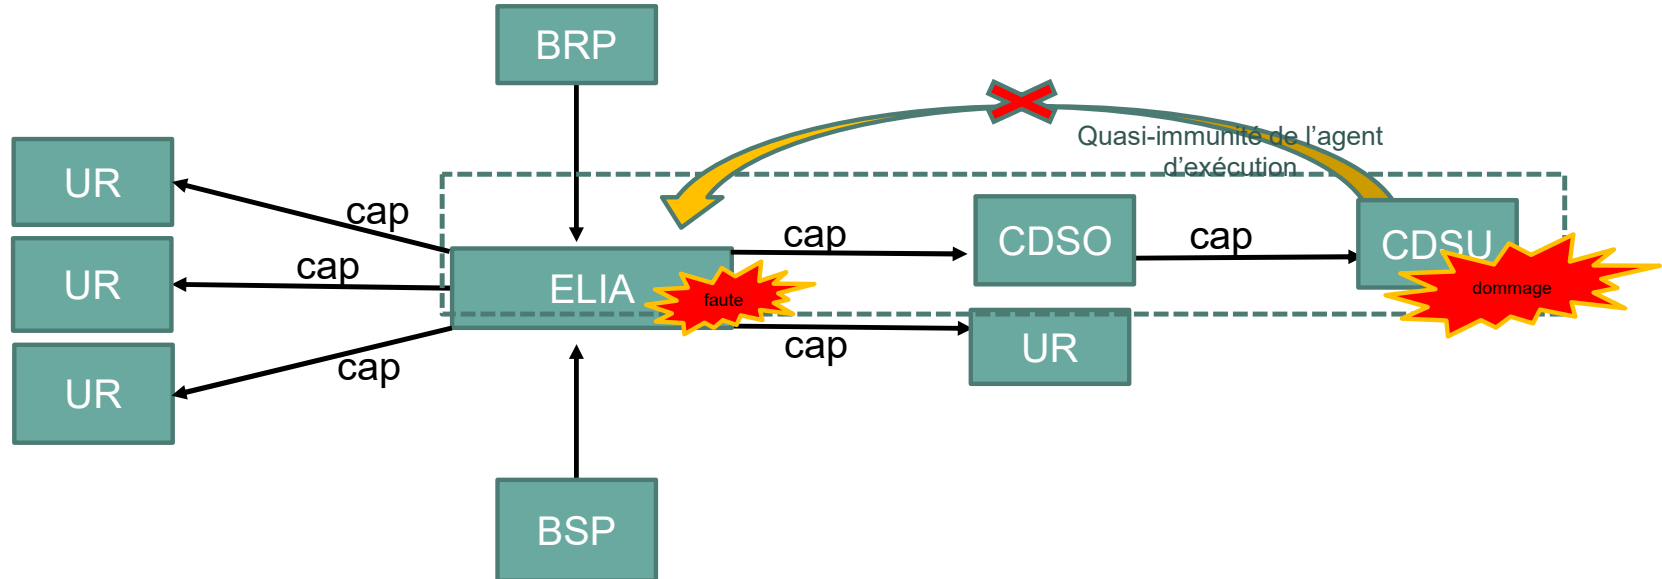 BRP
Quasi-immunité de l'agent
d'exécution
UR
cap
cap
CDSO
cap
CDSU
UR
cap
ELIA
faute
dommage
UR
cap
cap
UR
BSP